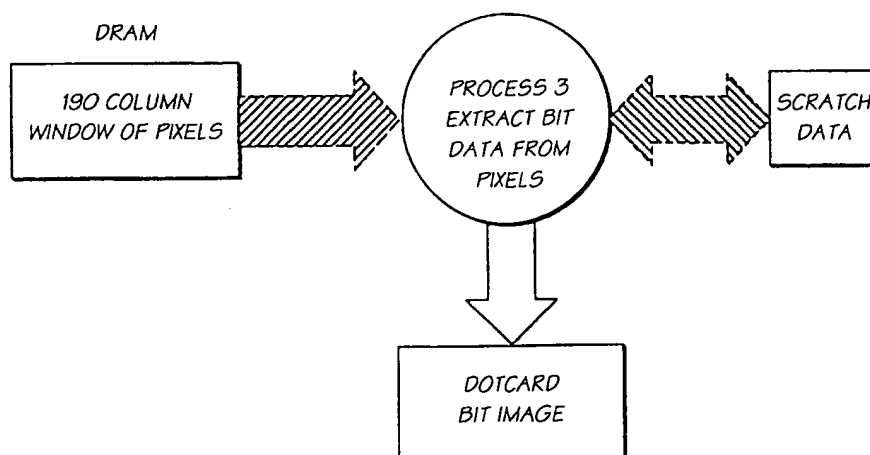 DRAM
190 COLUMN
WINDOW OF PIXELS
PROCESS 3
EXTRACT BIT
DATA FROM
PIXELS
SCRATCH
DATA
DOTCARD
BIT IMAGE